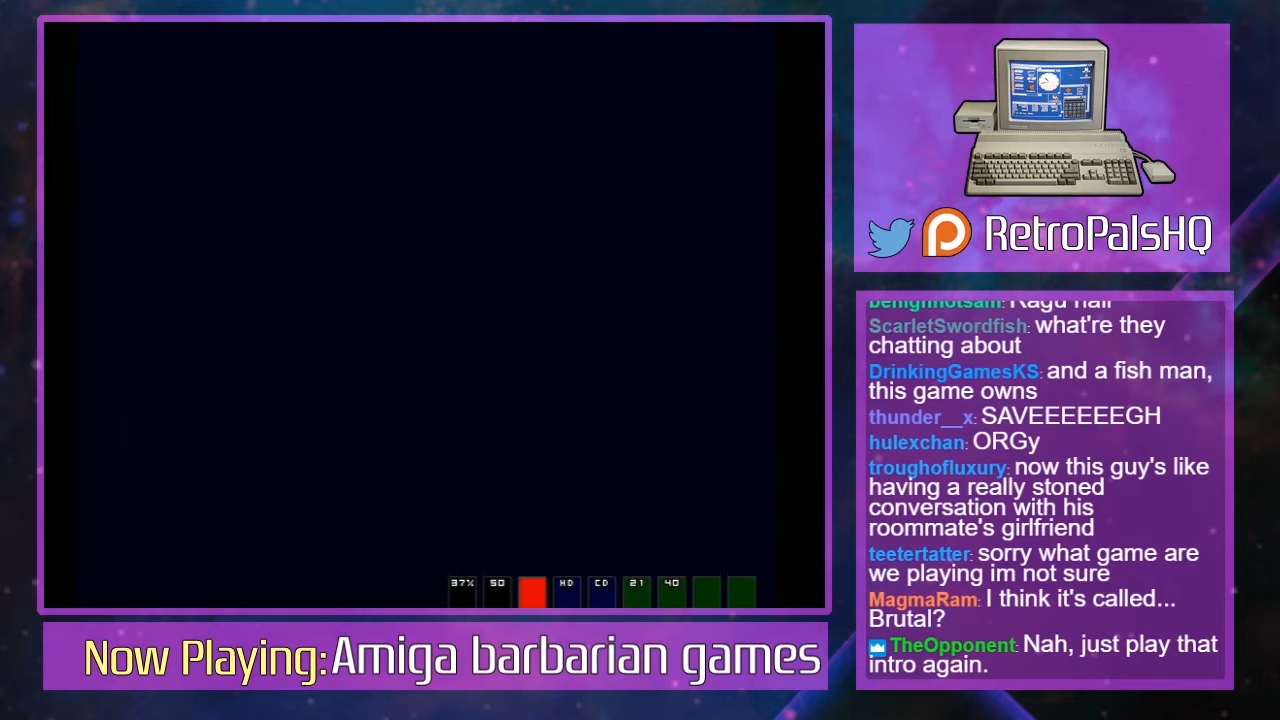 RetroPalsHQ
benignnotsam: Ragu hall
ScarletSwordfish: what're they
chatting about
DrinkingGamesKS: and a fish man,
this game owns
thunder__x: SAVEEEEEEGH
hulexchan: ORGy
troughofluxury: now this guy's like
having a really stoned
conversation with his
roommate's girlfriend
teetertatter: sorry what game are
we playing im not sure
MagmaRam: I think it's called...
Brutal?
TheOpponent: Nah, just play that
intro again.
37% 50 HD CD 21 40
Now Playing: Amiga barbarian games